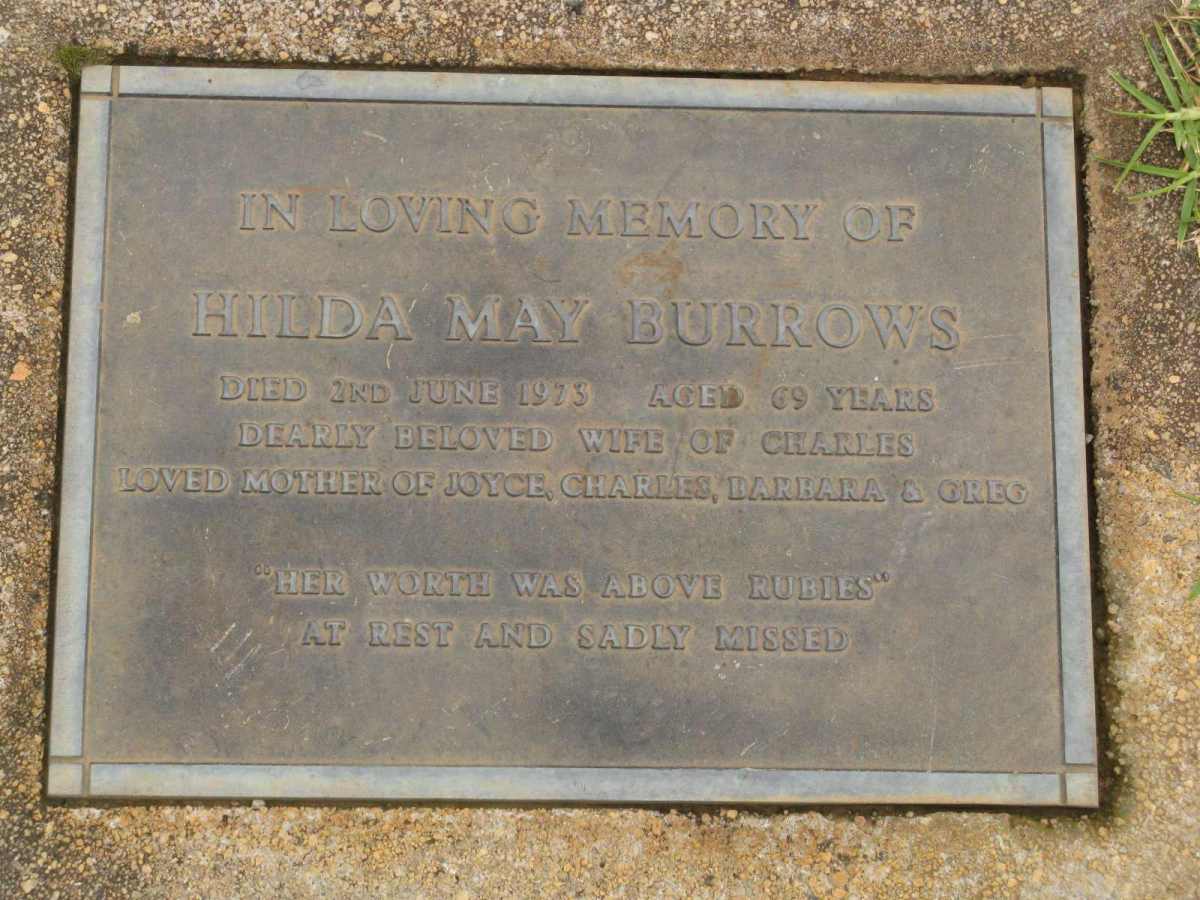 IN LOVING MEMORY OF
HILDA MAY BURROWS
DIED 2ND JUNE 1973 AGED 69 YEARS
DEARLY BELOVED WIFE OF CHARLES
LOVED MOTHER OF JOYCE, CHARLES, BARBARA & GREG
"HER WORTH WAS ABOVE RUBIES"
AT REST AND SADLY MISSED